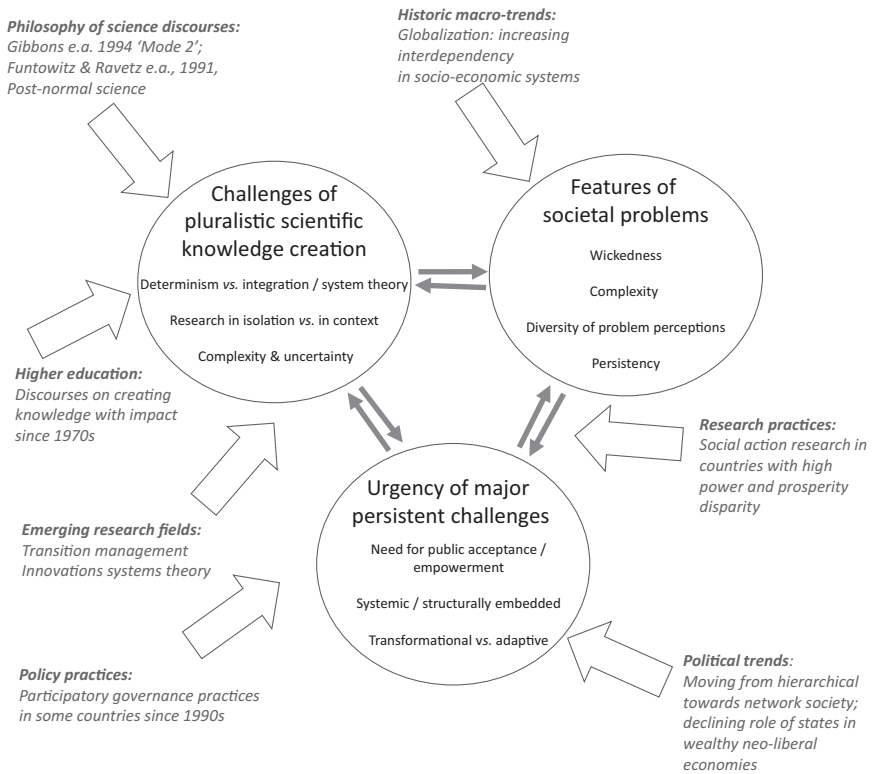 Philosophy of science discourses:
Gibbons e.a. 1994 ‘Mode 2’;
Funtowitz & Ravetz e.a., 1991,
Post-normal science
Historic macro-trends:
Globalization: increasing
interdependency
in socio-economic systems
Challenges of
pluralistic scientific
knowledge creation
Determinism vs. integration / system theory
Research in isolation vs. in context
Complexity & uncertainty
Features of
societal problems
Wickedness
Complexity
Diversity of problem perceptions
Persistency
Higher education:
Discourses on creating
knowledge with impact
since 1970s
Research practices:
Social action research in
countries with high
power and prosperity
disparity
Urgency of major
persistent challenges
Need for public acceptance /
empowerment
Systemic / structurally embedded
Transformational vs. adaptive
Emerging research fields:
Transition management
Innovations systems theory
Policy practices:
Participatory governance practices
in some countries since 1990s
Political trends:
Moving from hierarchical
towards network society;
declining role of states in
wealthy neo-liberal
economies